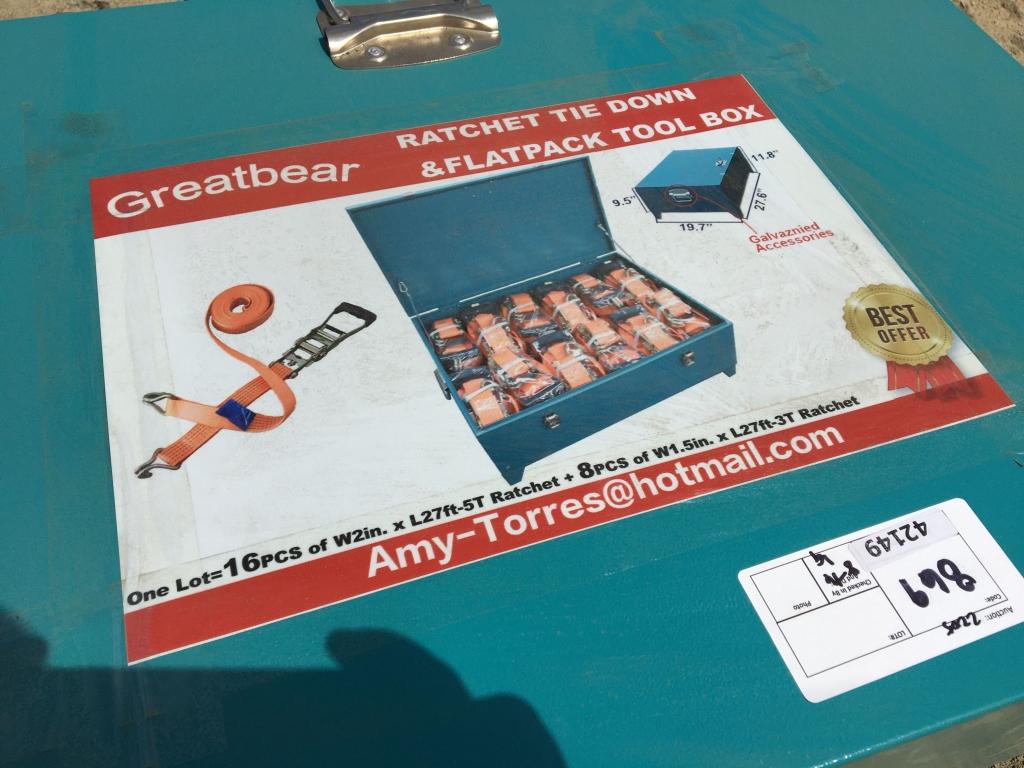 Greatbear
RATCHET TIE DOWN
&FLATPACK TOOL BOX
11.8"
9.5"
27.6"
19.7"
Galvaznied
Accessories
BEST
OFFER
One Lot=16PCS of W2in. x L27ft-5T Ratchet + 8PCS of W1.5in. x L27ft-3T Ratchet
Amy-Torres@hotmail.com
Auction: 2205
Code:
869
42149
LOT#:
Checked in By
Photo